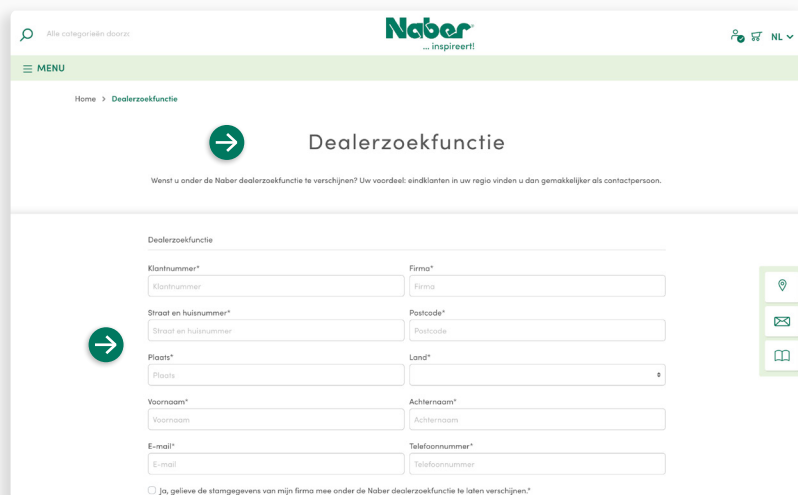 Alle categorieën doorzc
Naber
... inspireert!
NL
MENU
Home > Dealerzoekfunctie
Dealerzoekfunctie
Wenst u onder de Naber dealerzoekfunctie te verschijnen? Uw voordeel: eindklanten in uw regio vinden u dan gemakkelijker als contactpersoon.
Dealerzoekfunctie
Klantnummer* Firma*
Klantnummer Firma
Straat en huisnummer* Postcode*
Straat en huisnummer Postcode
Plaats* Land*
Plaats
Voornaam* Achternaam*
Voornaam Achternaam
E-mail* Telefoonnummer*
E-mail Telefoonnummer
Ja, gelieve de stamgegevens van mijn firma mee onder de Naber dealerzoekfunctie te laten verschijnen.*